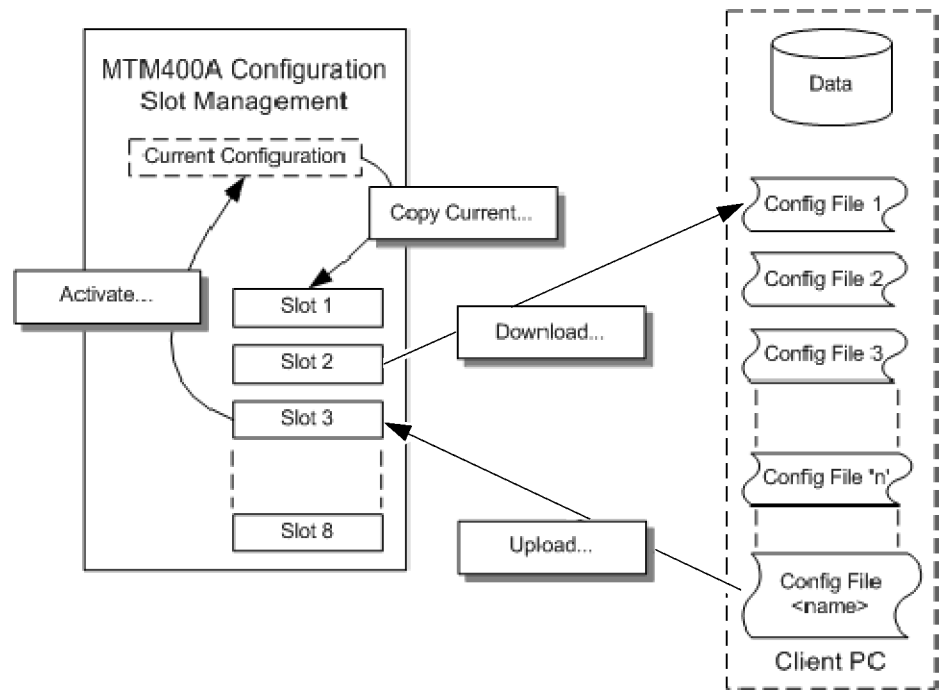 MTM400A Configuration
Slot Management
Current Configuration
Copy Current...
Activate...
Slot 1
Slot 2
Slot 3
Slot 8
Download...
Upload...
Data
Config File 1
Config File 2
Config File 3
Config File 'n'
Config File
<name>
Client PC